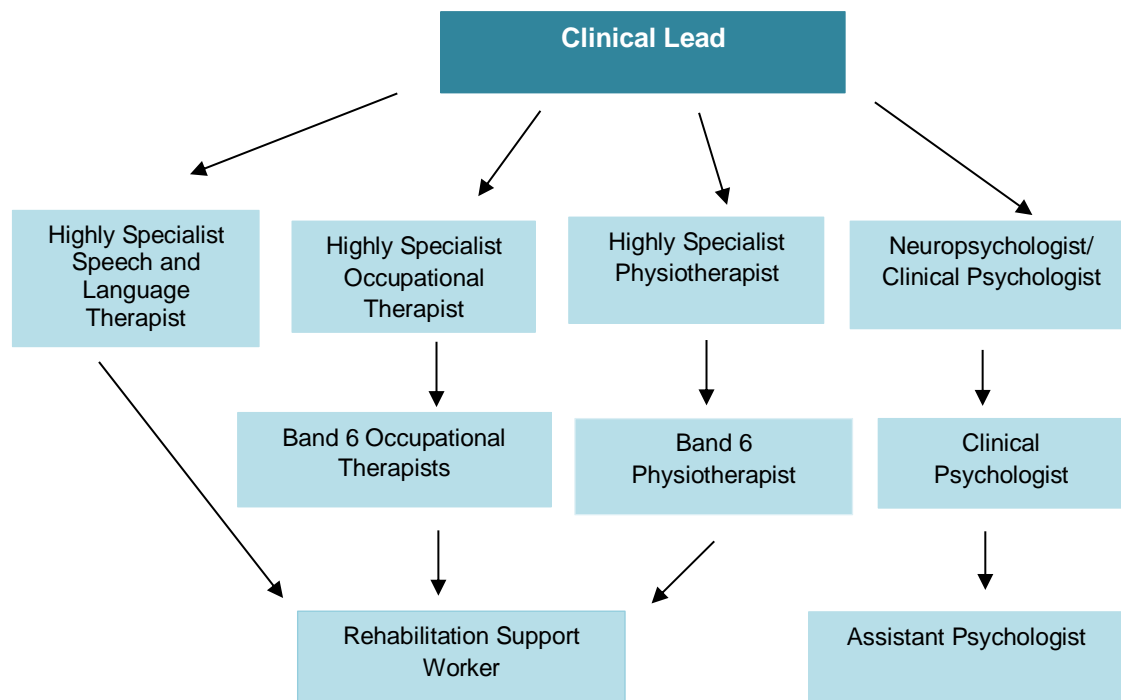 Clinical Lead
Highly Specialist
Speech and
Language
Therapist
Highly Specialist
Occupational
Therapist
Highly Specialist
Physiotherapist
Neuropsychologist/
Clinical Psychologist
Band 6 Occupational
Therapists
Band 6
Physiotherapist
Clinical
Psychologist
Rehabilitation Support
Worker
Assistant Psychologist